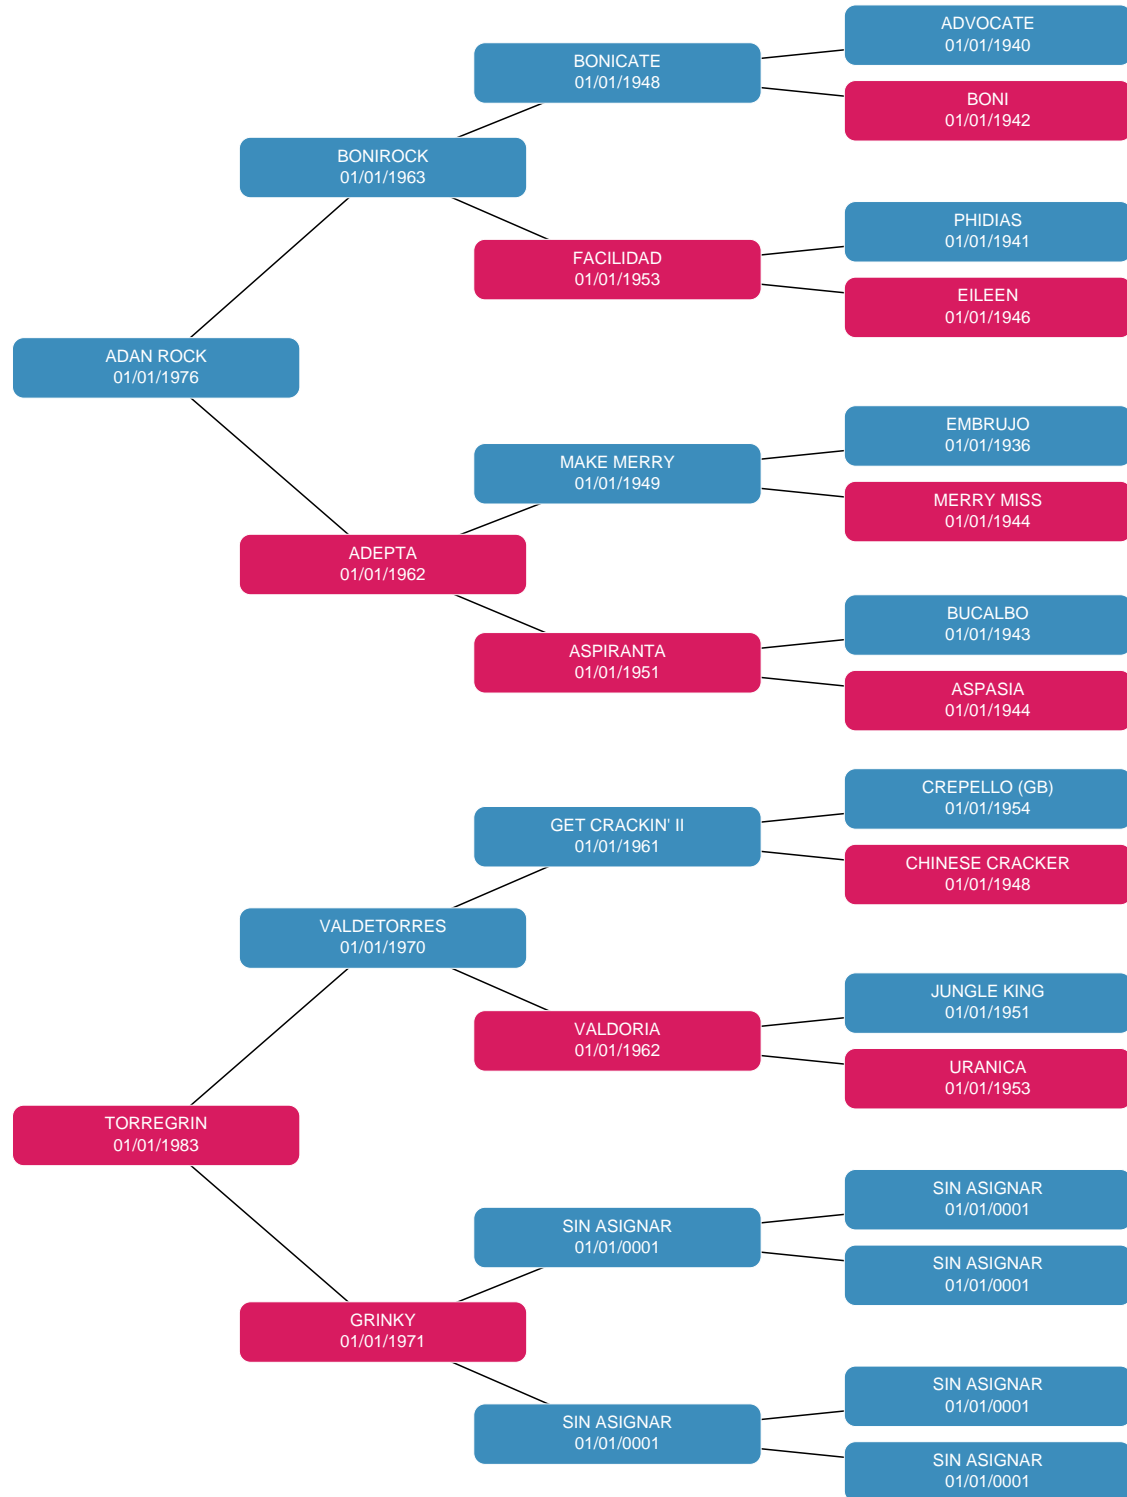 ADVOCATE
01/01/1940
BONICATE
01/01/1948
BONI
01/01/1942
BONIROCK
01/01/1963
PHIDIAS
01/01/1941
FACILIDAD
01/01/1953
EILEEN
01/01/1946
ADAN ROCK
01/01/1976
EMBRUJO
01/01/1936
MAKE MERRY
01/01/1949
MERRY MISS
01/01/1944
ADEPTA
01/01/1962
BUCALBO
01/01/1943
ASPIRANTA
01/01/1951
ASPASIA
01/01/1944
CREPELLO (GB)
01/01/1954
GET CRACKIN' II
01/01/1961
CHINESE CRACKER
01/01/1948
VALDETORRES
01/01/1970
JUNGLE KING
01/01/1951
VALDORIA
01/01/1962
URANICA
01/01/1953
TORREGRIN
01/01/1983
SIN ASIGNAR
01/01/0001
SIN ASIGNAR
01/01/0001
SIN ASIGNAR
01/01/0001
GRINKY
01/01/1971
SIN ASIGNAR
01/01/0001
SIN ASIGNAR
01/01/0001
SIN ASIGNAR
01/01/0001